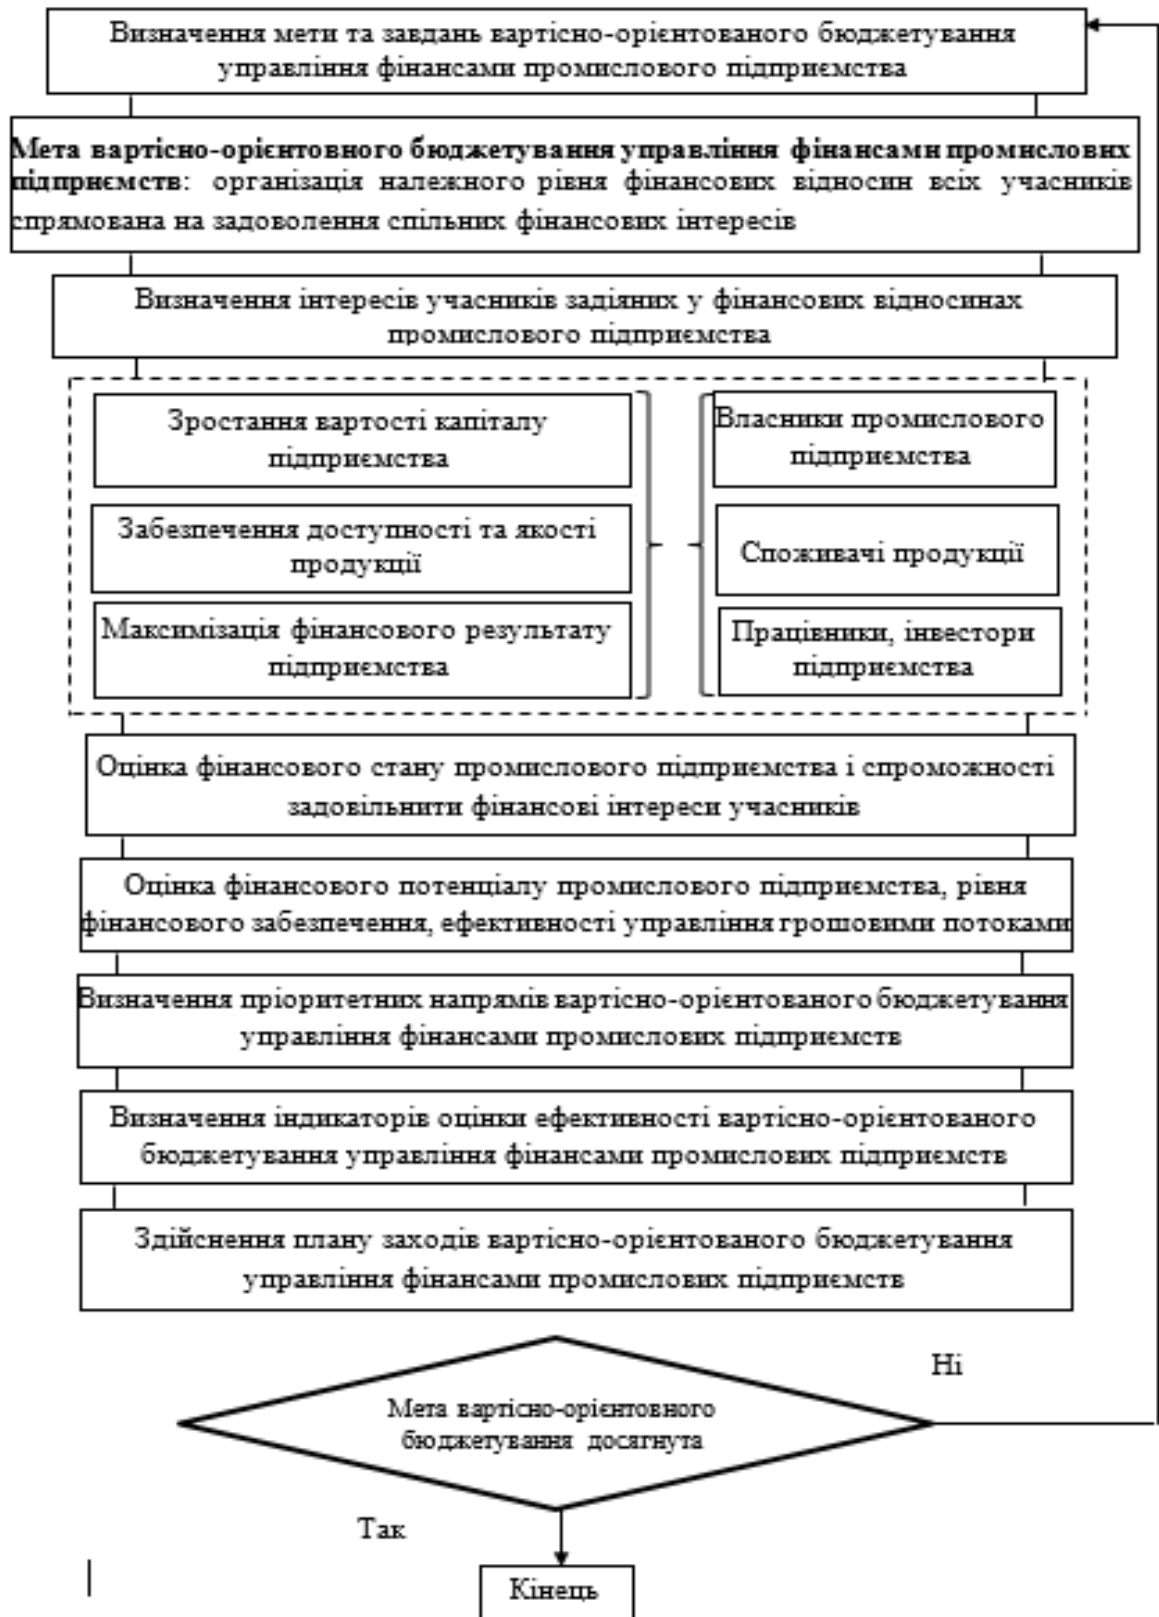 Визначення мети та завдань вартісно-орієнтованого бюджетування
управління фінансами промислового підприємства
Мета вартісно-орієнтовного бюджетування управління фінансами промислових
підприємств: організація належного рівня фінансових відносин всіх учасників
спрямована на задоволення спільних фінансових інтересів
Визначення інтересів учасників задіяних у фінансових відносинах
промислового підприємства
Зростання вартості капіталу
підприємства
Власники промислового
підприємства
Забезпечення доступності та якості
продукції
Споживачі продукції
Максимізація фінансового результату
підприємства
Працівники, інвестори
підприємства
Оцінка фінансового стану промислового підприємства і спроможності
задовільнити фінансові інтереси учасників
Оцінка фінансового потенціалу промислового підприємства, рівня
фінансового забезпечення, ефективності управління грошовими потоками
Визначення пріоритетних напрямів вартісно-орієнтованого бюджетування
управління фінансами промислових підприємств
Визначення індикаторів оцінки ефективності вартісно-орієнтованого
бюджетування управління фінансами промислових підприємств
Здійснення плану заходів вартісно-орієнтованого бюджетування
управління фінансами промислових підприємств
Ні
Мета вартісно-орієнтовного
бюджетування досягнута
Так
Кінець